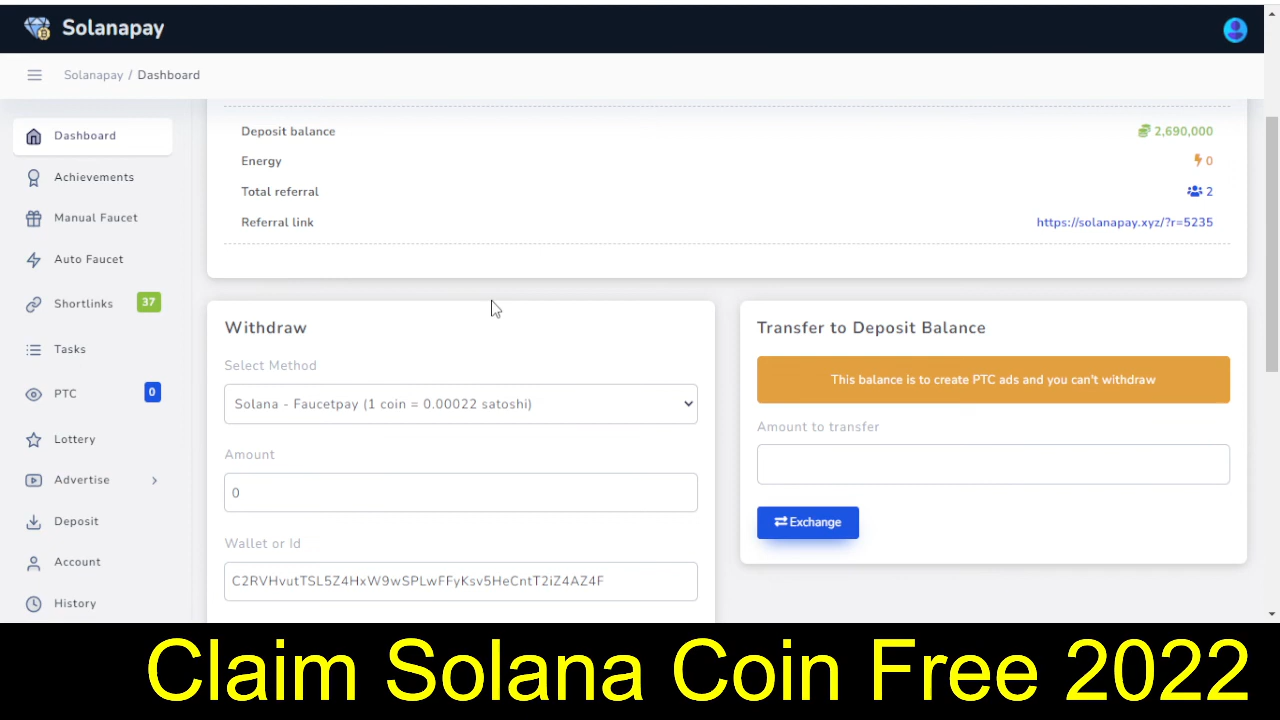 Solanapay
Solanapay / Dashboard
Dashboard
Achievements
Manual Faucet
Auto Faucet
Shortlinks 37
Tasks
PTC 0
Lottery
Advertise
Deposit
Account
History
Deposit balance 2,690,000
Energy 0
Total referral 2
Referral link https://solanapay.xyz/?r=5235
Withdraw
Select Method
Solana - Faucetpay (1 coin = 0.00022 satoshi)
Amount
0
Wallet or Id
C2RVHvutTSL5Z4HxW9wSPLwFFyKsv5HeCntT2iZ4AZ4F
Transfer to Deposit Balance
This balance is to create PTC ads and you can't withdraw
Amount to transfer
Exchange
Claim Solana Coin Free 2022